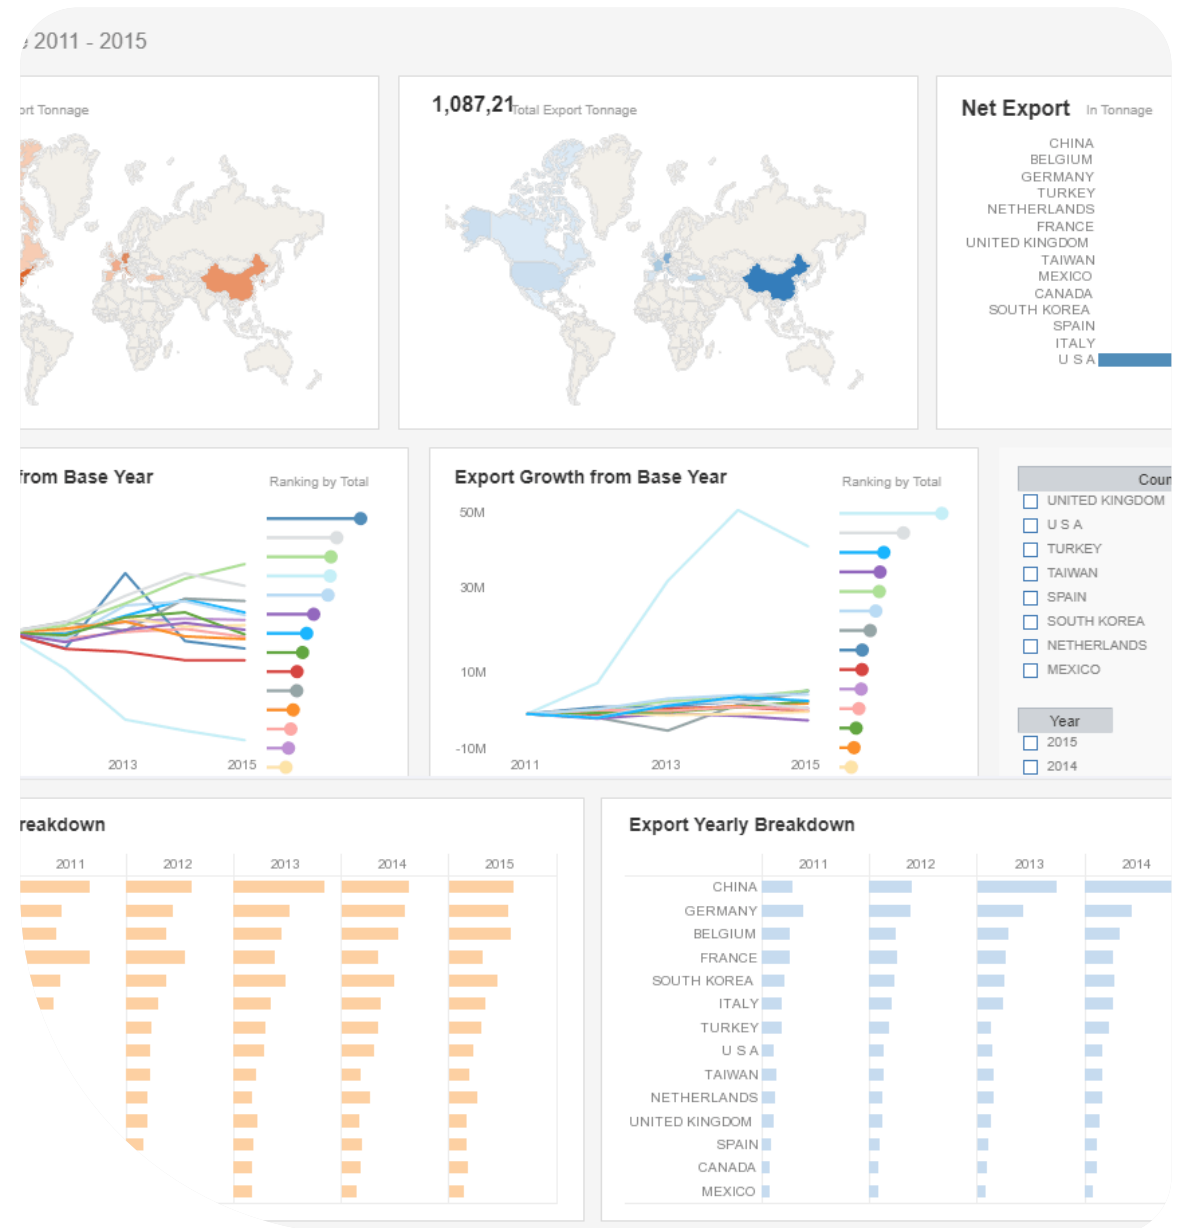 2011 - 2015
Tonnage
1,087,21
Total Export Tonnage
Net Export In Tonnage
CHINA
BELGIUM
GERMANY
TURKEY
NETHERLANDS
FRANCE
UNITED KINGDOM
TAIWAN
MEXICO
CANADA
SOUTH KOREA
SPAIN
ITALY
U S A
from Base Year
Ranking by Total
2013 2015
Export Growth from Base Year
Ranking by Total
50M
30M
10M
-10M
2011 2013 2015
UNITED KINGDOM
U S A
TURKEY
TAIWAN
SPAIN
SOUTH KOREA
NETHERLANDS
MEXICO
Year
2015
2014
reakdown
2011 2012 2013 2014 2015
Export Yearly Breakdown
2011 2012 2013 2014
CHINA
GERMANY
BELGIUM
FRANCE
SOUTH KOREA
ITALY
TURKEY
U S A
TAIWAN
NETHERLANDS
UNITED KINGDOM
SPAIN
CANADA
MEXICO